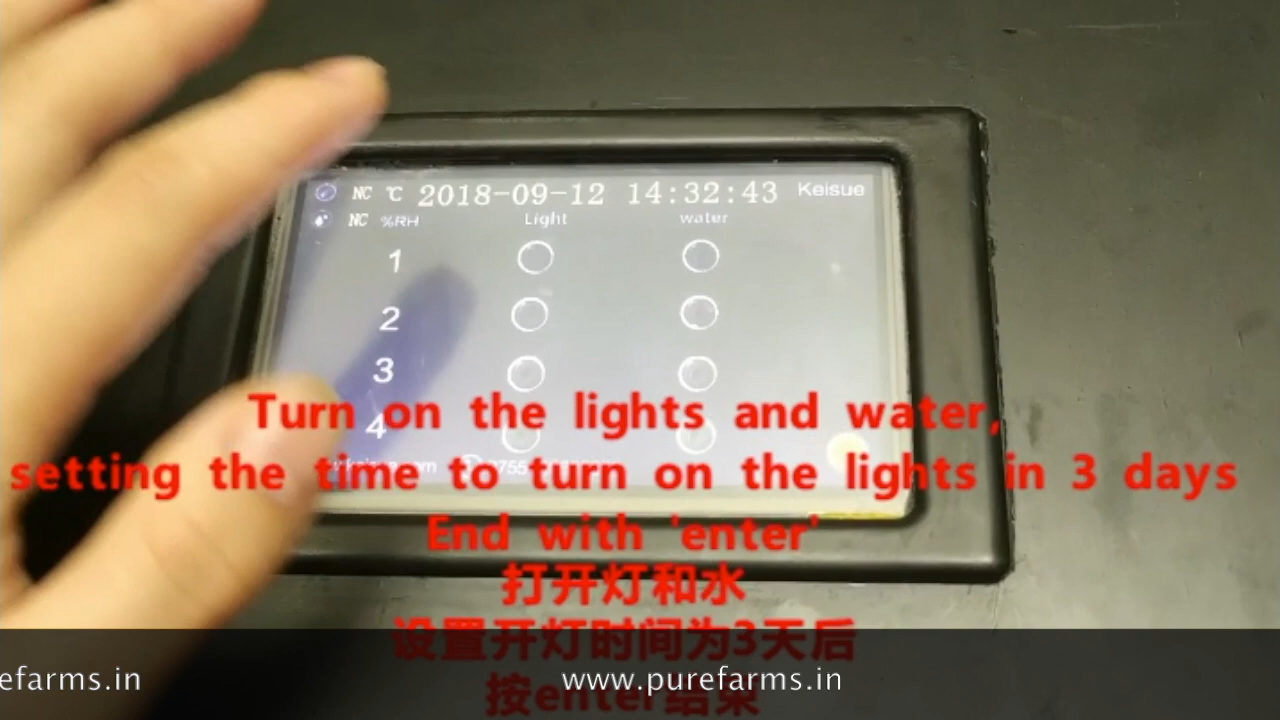 NC ℃ 2018-09-12 14:32:43 Keisue
NC %RH Light water
1
2
3
4
Turn on the lights and water,
setting the time to turn on the lights in 3 days
End with 'enter'
打开灯和水
设置开灯时间为3天后
按enter结束
efarms.in www.purefarms.in